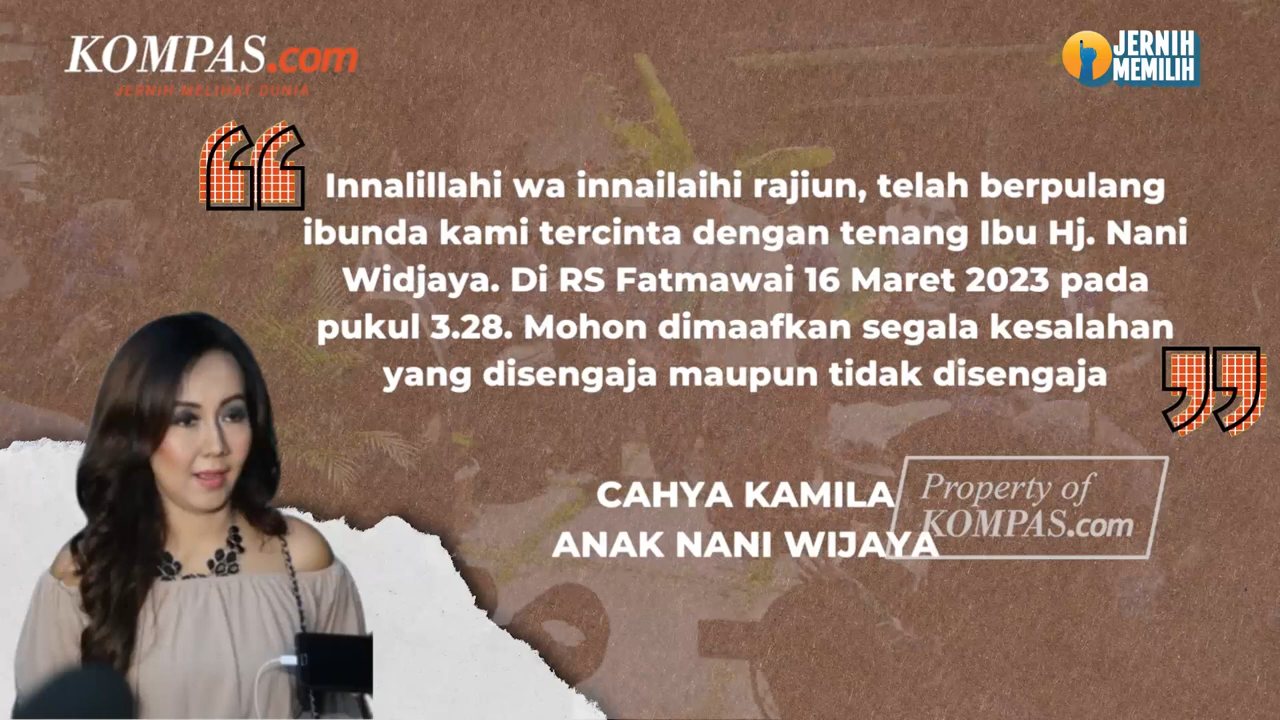 KOMPAS.com
JERNIH MELIHAT DUNIA
JERNIH
MEMILIH
Innalillahi wa innailaihi rajiun, telah berpulang
ibunda kami tercinta dengan tenang Ibu Hj. Nani
Widjaya. Di RS Fatmawai 16 Maret 2023 pada
pukul 3.28. Mohon dimaafkan segala kesalahan
yang disengaja maupun tidak disengaja
CAHYA KAMILA
ANAK NANI WIJAYA
Property of
KOMPAS.com